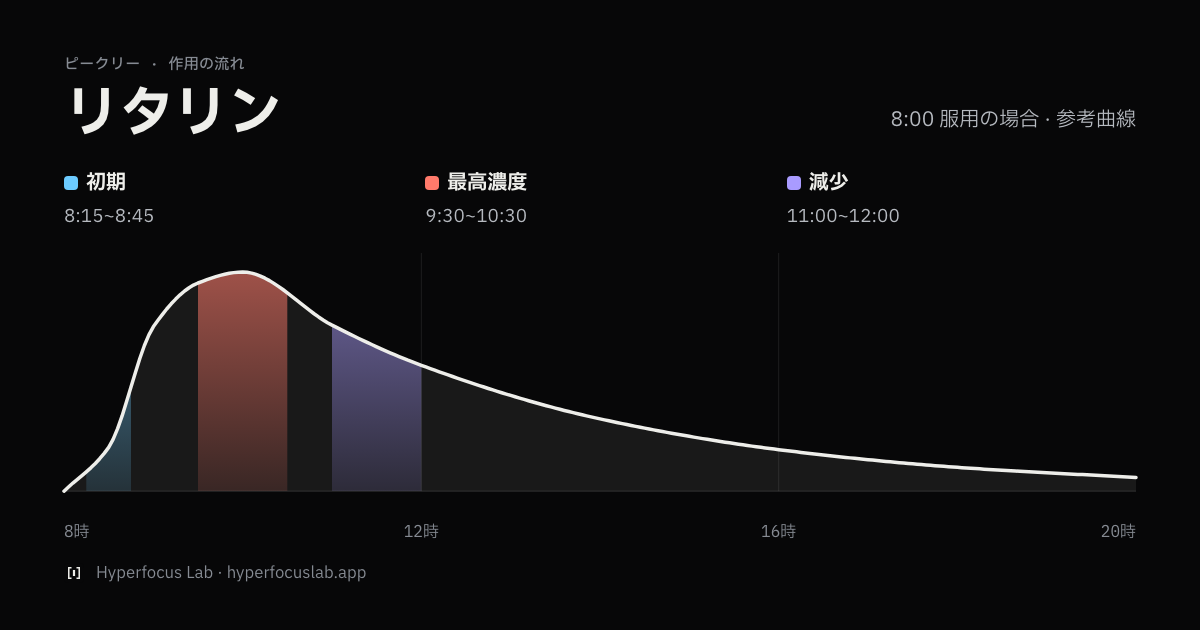 ピークリー · 作用の流れ
リタリン
8:00 服用の場合 · 参考曲線
初期
8:15~8:45
最高濃度
9:30~10:30
減少
11:00~12:00
8時
12時
16時
20時
Hyperfocus Lab · hyperfocuslab.app